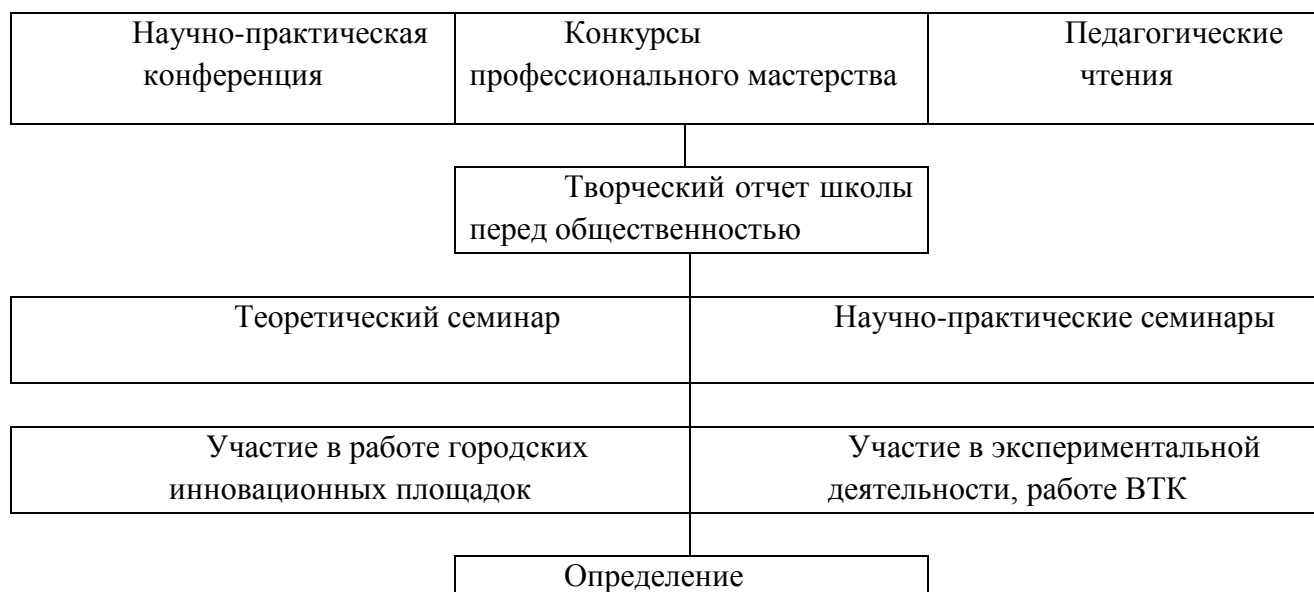 Научно-практическая
конференция
Конкурсы
профессионального мастерства
Педагогические
чтения
Творческий отчет школы
перед общественностью
Теоретический семинар
Научно-практические семинары
Участие в работе городских
инновационных площадок
Участие в экспериментальной
деятельности, работе ВТК
Определение